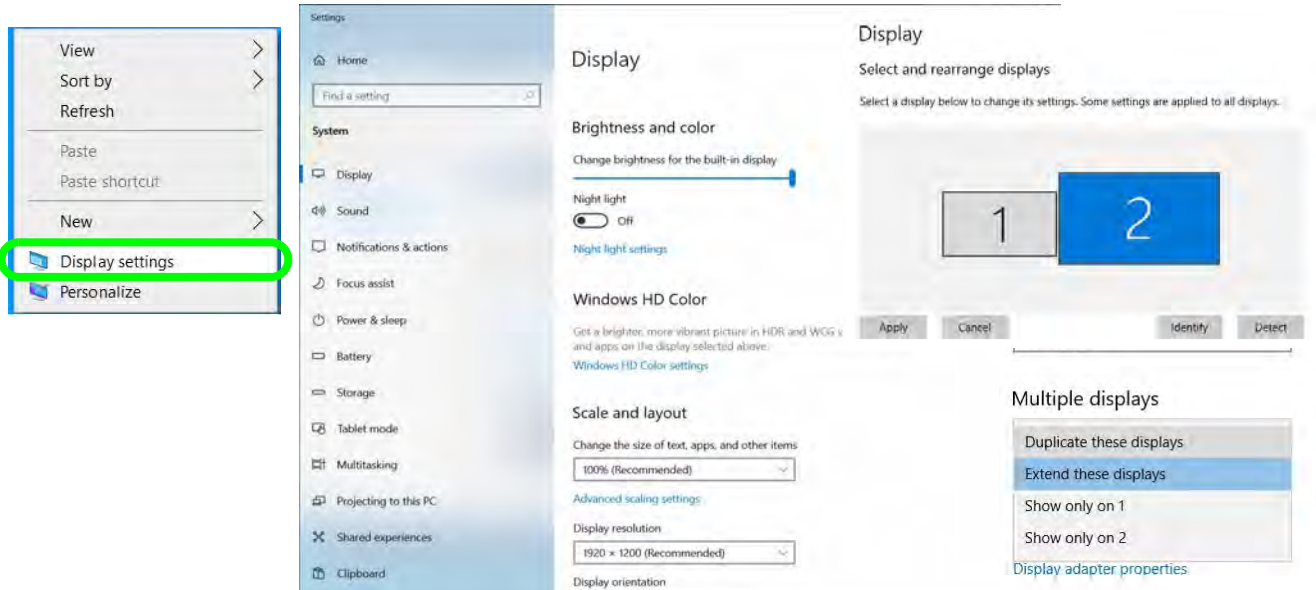 View
Sort by
Refresh
Paste
Paste shortcut
New
Display settings
Personalize
Settings
Home
Find a setting
System
Display
Sound
Notifications & actions
Focus assist
Power & sleep
Battery
Storage
Tablet mode
Multitasking
Projecting to this PC
Shared experiences
Clipboard
Display
Brightness and color
Change brightness for the built-in display
Night light
Off
Night light settings
Windows HD Color
Get a brighter, more vibrant picture in HDR and WCG v
and apps on the display selected above.
Windows HD Color settings
Scale and layout
Change the size of text, apps, and other items
100% (Recommended)
Advanced scaling settings
Display resolution
1920 × 1200 (Recommended)
Display orientation
Display
Select and rearrange displays
Select a display below to change its settings. Some settings are applied to all displays.
1
2
Apply
Cancel
Identify
Detect
Multiple displays
Duplicate these displays
Extend these displays
Show only on 1
Show only on 2
Display adapter properties